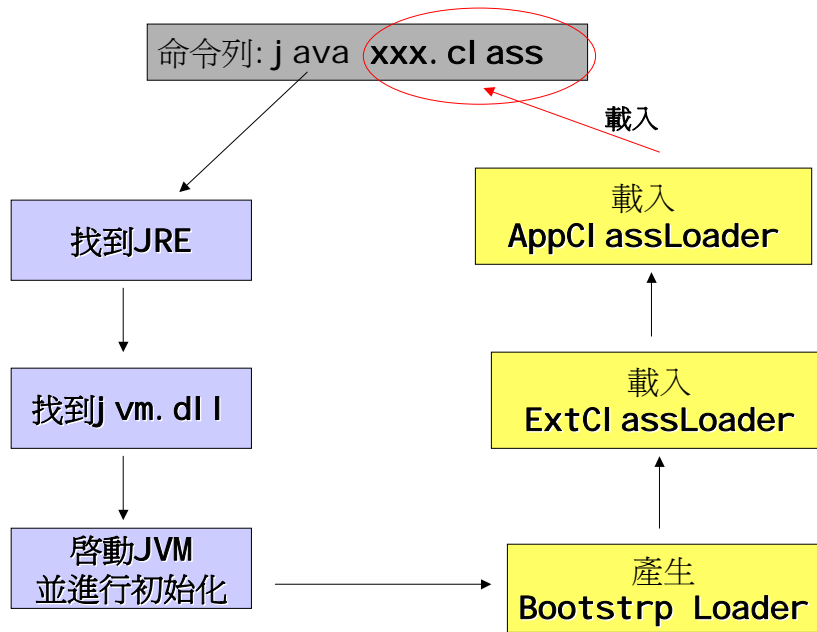 命令列: java xxx.class
載入
找到JRE
載入
AppClassLoader
找到jvm.dll
載入
ExtClassLoader
啓動JVM
並進行初始化
產生
Bootstrp Loader